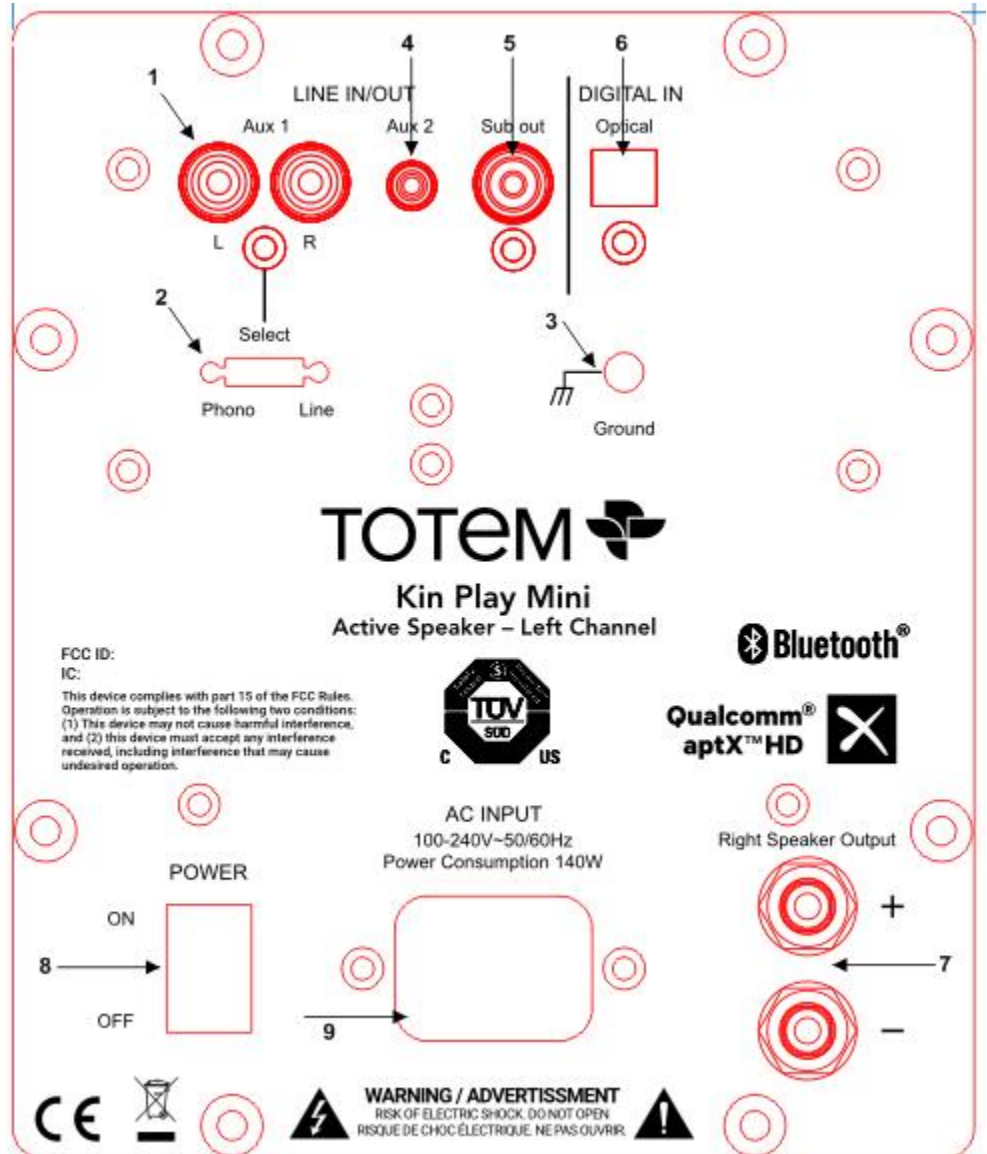 4 5 6
1
LINE IN/OUT DIGITAL IN
Aux 1 Aux 2 Sub out Optical
L R
2
3
Select
Phono Line
Ground
TOTEM
Kin Play Mini
Active Speaker – Left Channel
Bluetooth®
FCC ID:
IC:
This device complies with part 15 of the FCC Rules.
Operation is subject to the following two conditions:
(1) This device may not cause harmful interference,
and (2) this device must accept any interference
received, including interference that may cause
undesired operation.
S
TÜV
SÜD
C US
Qualcomm®
aptX™ HD
AC INPUT
100-240V~50/60Hz
Power Consumption 140W
Right Speaker Output
POWER
ON
+
8
7
OFF
9
−
CE
WARNING / ADVERTISSMENT
RISK OF ELECTRIC SHOCK. DO NOT OPEN
RISQUE DE CHOC ÉLECTRIQUE. NE PAS OUVRIR.